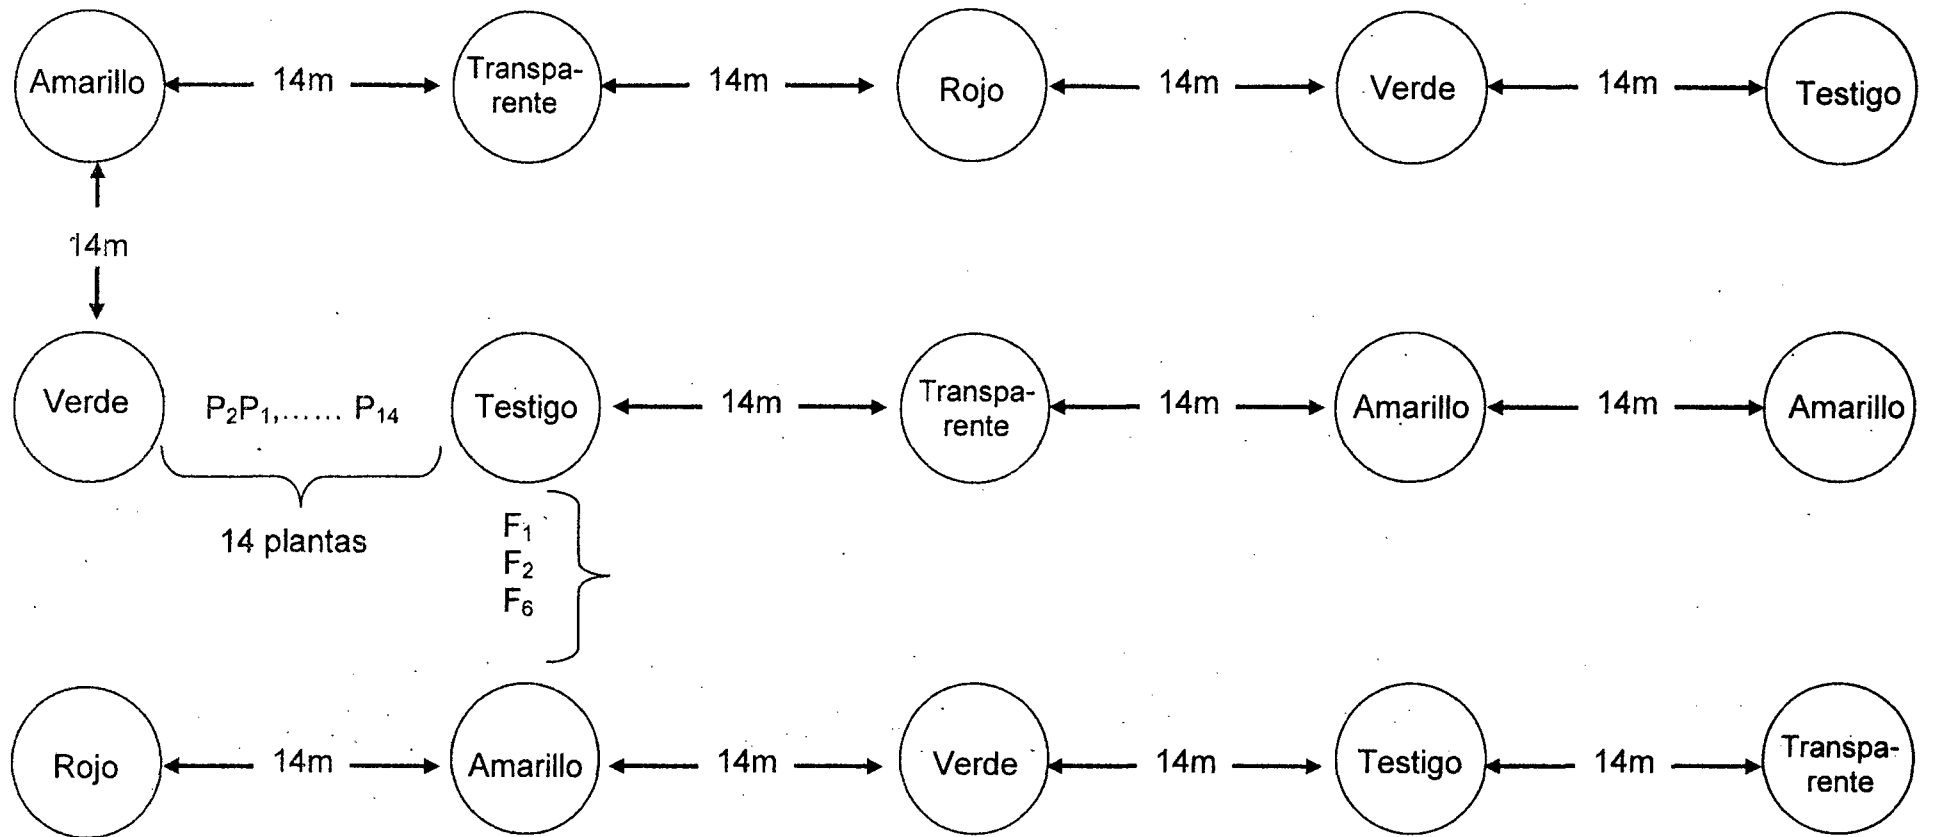 Amarillo 14m Transpa-
rente 14m Rojo 14m Verde 14m Testigo
14m
Verde P₂P₁,...... P₁₄ Testigo 14m Transpa-
rente 14m Amarillo 14m Amarillo
14 plantas
F₁
F₂
F₆
Rojo 14m Amarillo 14m Verde 14m Testigo 14m Transpa-
rente